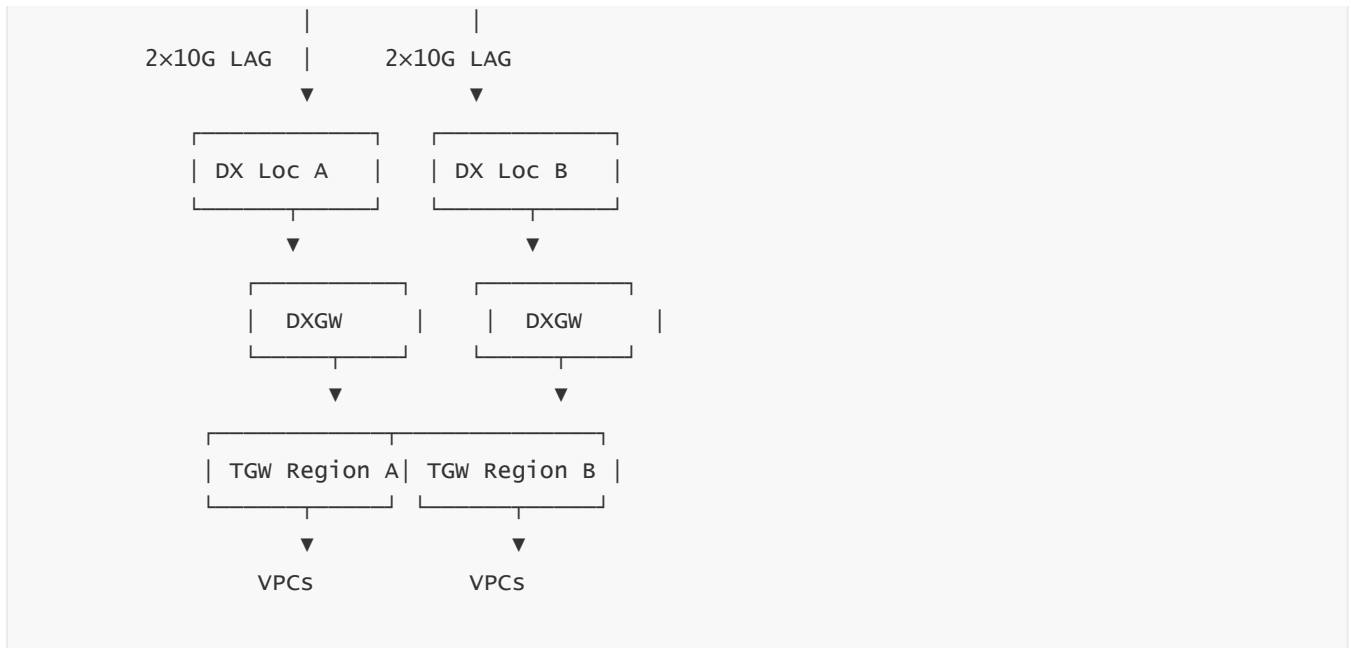 2×10G LAG 2×10G LAG
DX Loc A DX Loc B
DXGW DXGW
TGW Region A TGW Region B
VPCs VPCs